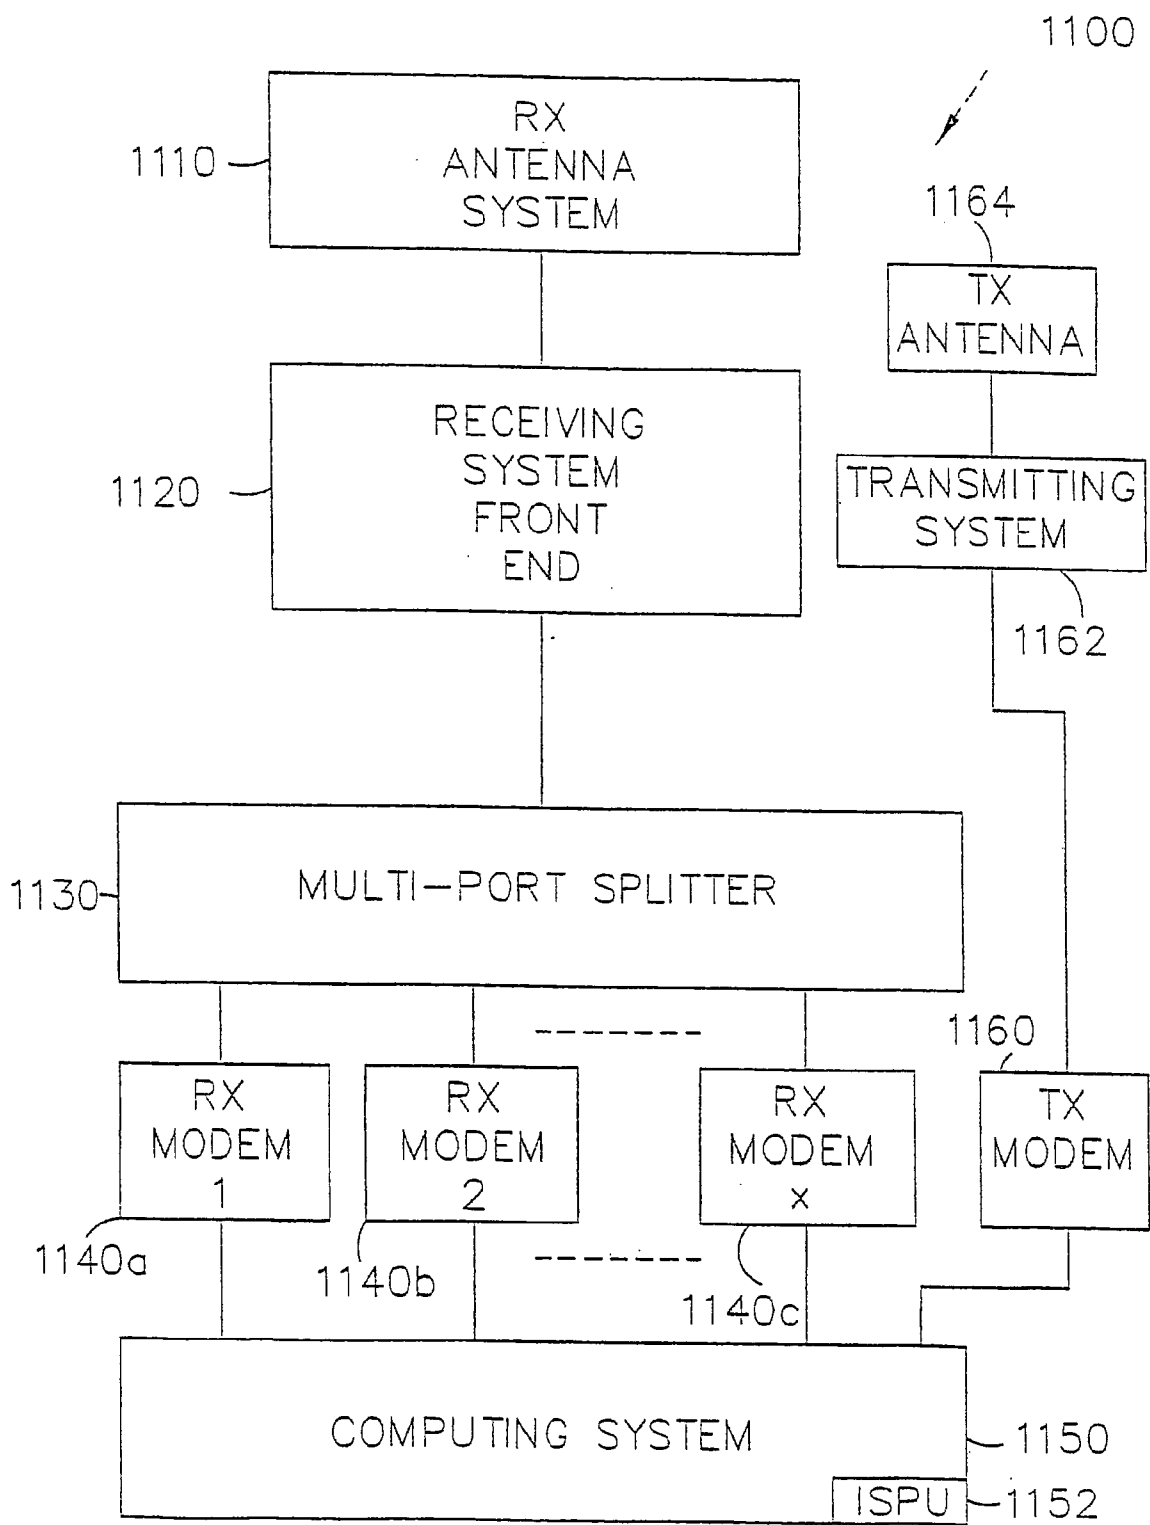 1100
RX
ANTENNA
SYSTEM
1110
1164
TX
ANTENNA
RECEIVING
SYSTEM
FRONT
END
1120
TRANSMITTING
SYSTEM
1162
MULTI-PORT SPLITTER
1130
1160
RX
MODEM
1
RX
MODEM
2
RX
MODEM
x
TX
MODEM
1140a
1140b
1140c
COMPUTING SYSTEM
1150
ISPU
1152